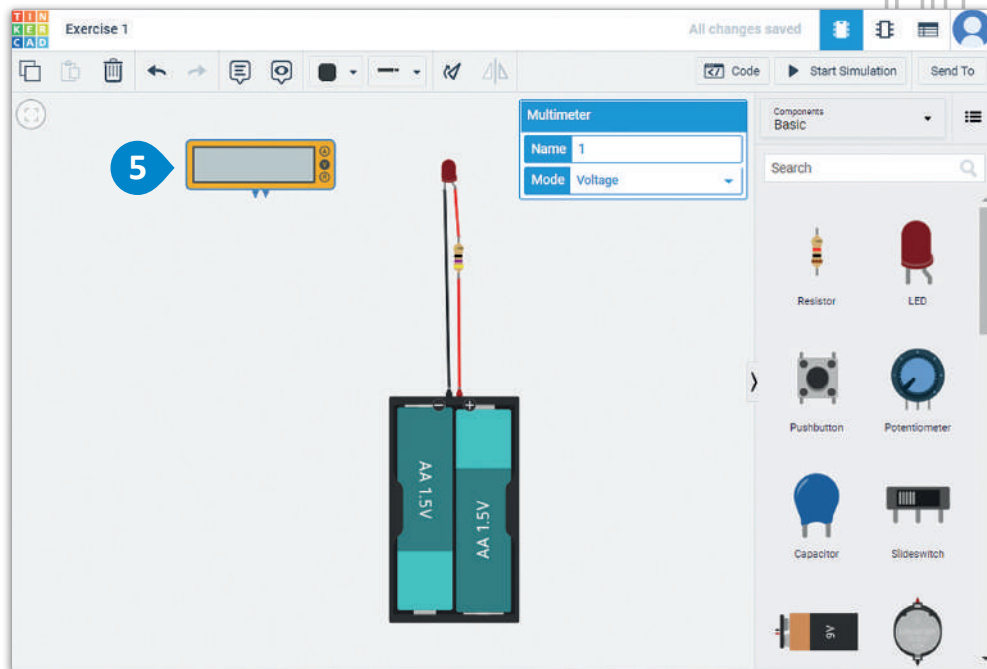 TIN
KER
CAD
Exercise 1
All changes saved
Code
Start Simulation
Send To
5
A
V
R
Multimeter
Name 1
Mode Voltage
Components
Basic
Search
Resistor
LED
Pushbutton
Potentiometer
Capacitor
Slideswitch
9V
AA 1.5V
AA 1.5V